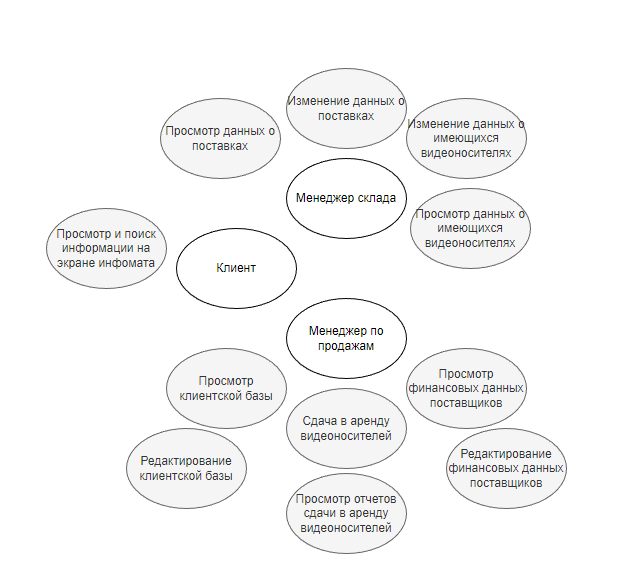 Изменение данных о
поставках
Просмотр данных о
поставках
Изменение данных о
имеющихся
видеоносителях
Менеджер склада
Просмотр данных о
имеющихся
видеоносителях
Просмотр и поиск
информации на
экране инфомата
Клиент
Менеджер по
продажам
Просмотр
клиентской базы
Просмотр
финансовых данных
поставщиков
Сдача в аренду
видеоносителей
Редактирование
клиентской базы
Редактирование
финансовых данных
поставщиков
Просмотр отчетов
сдачи в аренду
видеоносителей